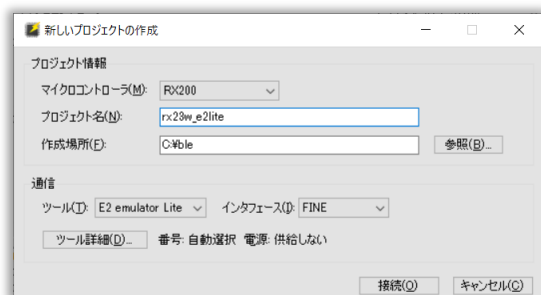 新しいプロジェクトの作成
プロジェクト情報
マイクロコントローラ(M): RX200
プロジェクト名(N): rx23w_e2lite
作成場所(F): C:¥ble 参照(B)...
通信
ツール(T): E2 emulator Lite インタフェース(I): FINE
ツール詳細(D)... 番号: 自動選択 電源: 供給しない
接続(O) キャンセル(C)